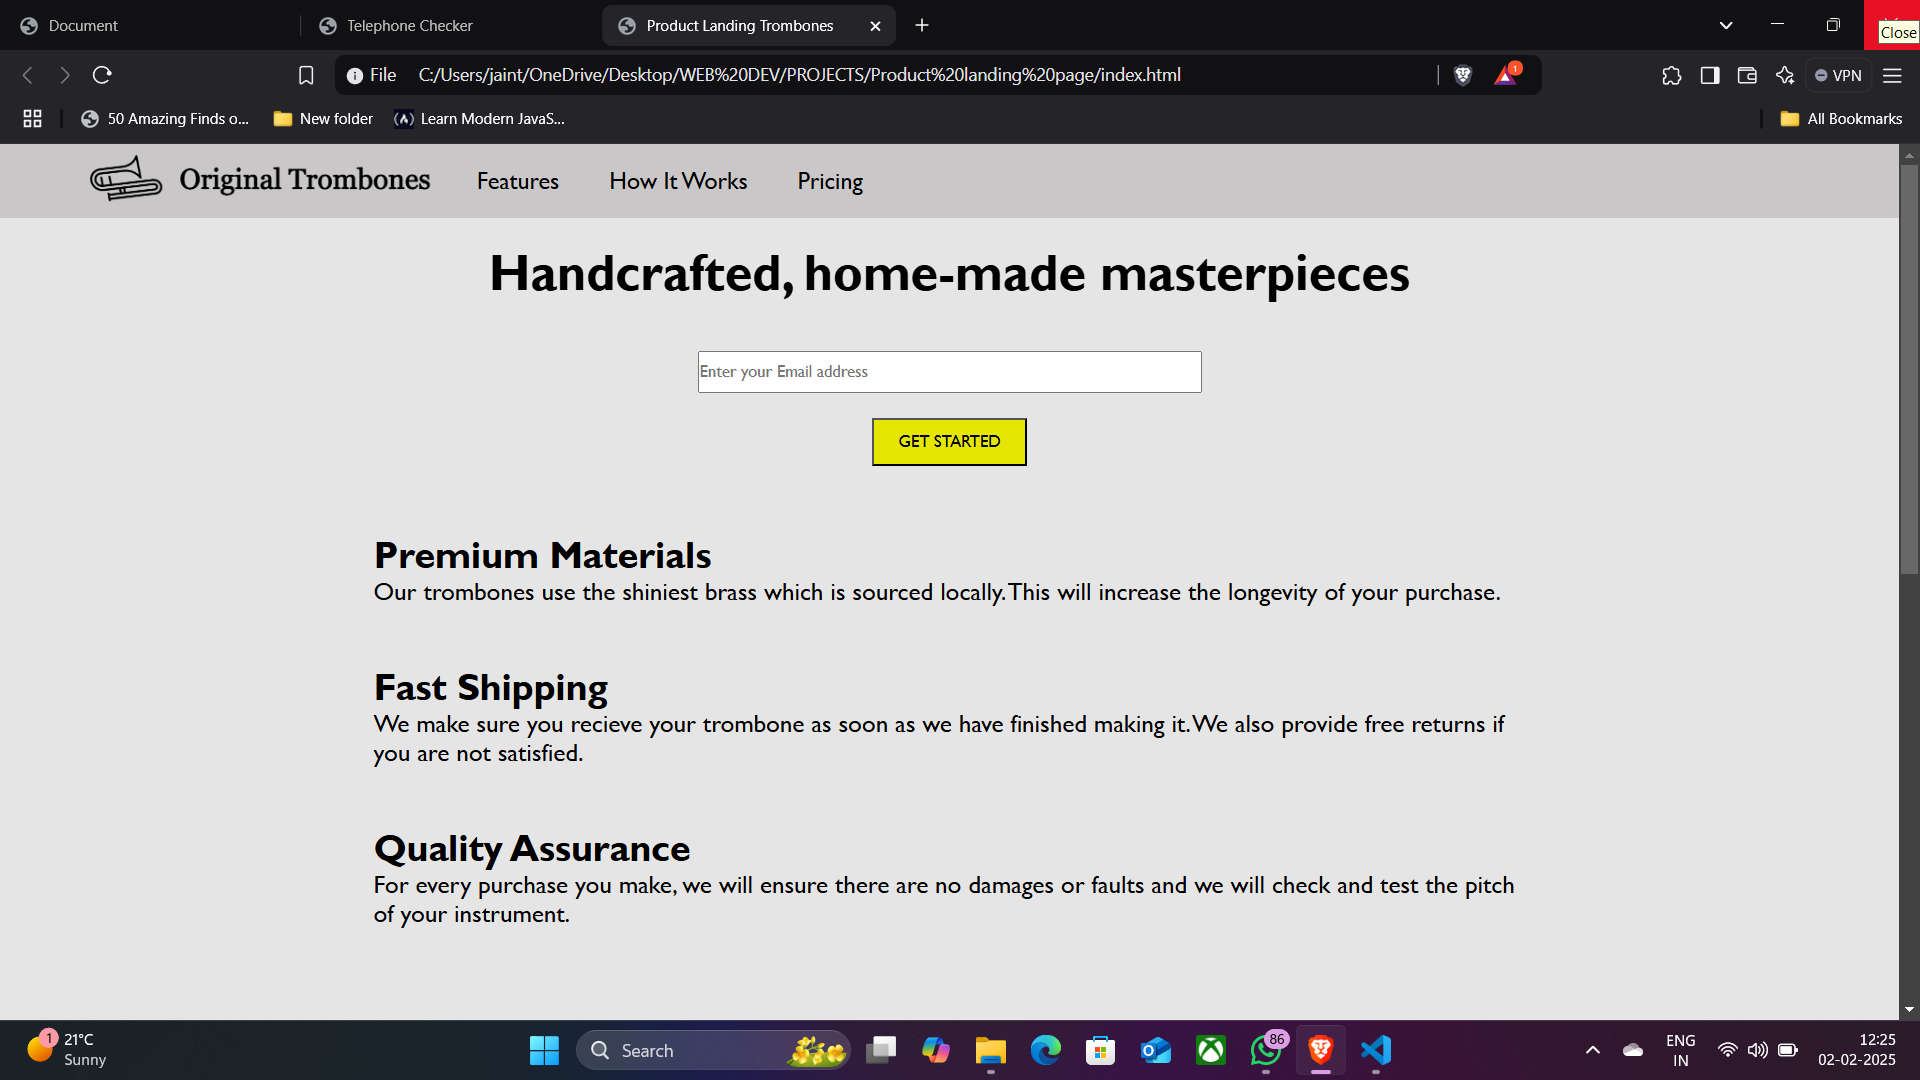 Document
Telephone Checker
Product Landing Trombones
Close
File C:/Users/jaint/OneDrive/Desktop/WEB%20DEV/PROJECTS/Product%20landing%20page/index.html
1
VPN
50 Amazing Finds o...
New folder
Learn Modern JavaS...
All Bookmarks
Original Trombones
Features
How It Works
Pricing
Handcrafted, home-made masterpieces
Enter your Email address
GET STARTED
Premium Materials
Our trombones use the shiniest brass which is sourced locally. This will increase the longevity of your purchase.
Fast Shipping
We make sure you recieve your trombone as soon as we have finished making it. We also provide free returns if
you are not satisfied.
Quality Assurance
For every purchase you make, we will ensure there are no damages or faults and we will check and test the pitch
of your instrument.
1
21°C
Sunny
Search
86
ENG
IN
12:25
02-02-2025